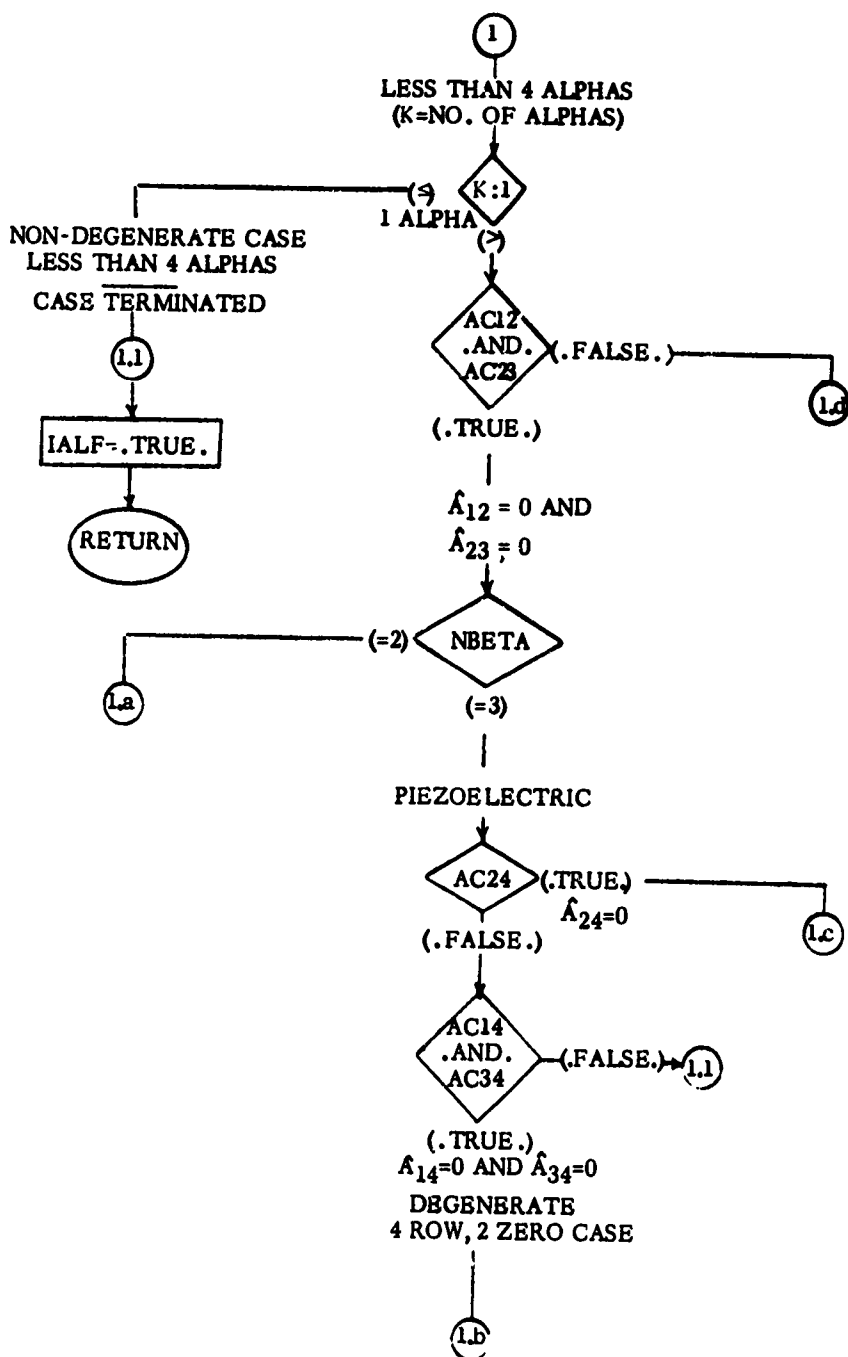 1
LESS THAN 4 ALPHAS
(K=NO. OF ALPHAS)
K:1
(≤)
1 ALPHA
(>)
NON-DEGENERATE CASE
LESS THAN 4 ALPHAS
CASE TERMINATED
1.1
IALF=.TRUE.
RETURN
AC12
.AND.
AC23
(.FALSE.)
1.d
(.TRUE.)
Â12 = 0 AND
Â23 = 0
NBETA
(=2)
1.a
(=3)
PIEZOELECTRIC
AC24
(.TRUE.)
Â24=0
1.c
(.FALSE.)
AC14
.AND.
AC34
(.FALSE.)
1.1
(.TRUE.)
Â14=0 AND Â34=0
DEGENERATE
4 ROW, 2 ZERO CASE
1.b